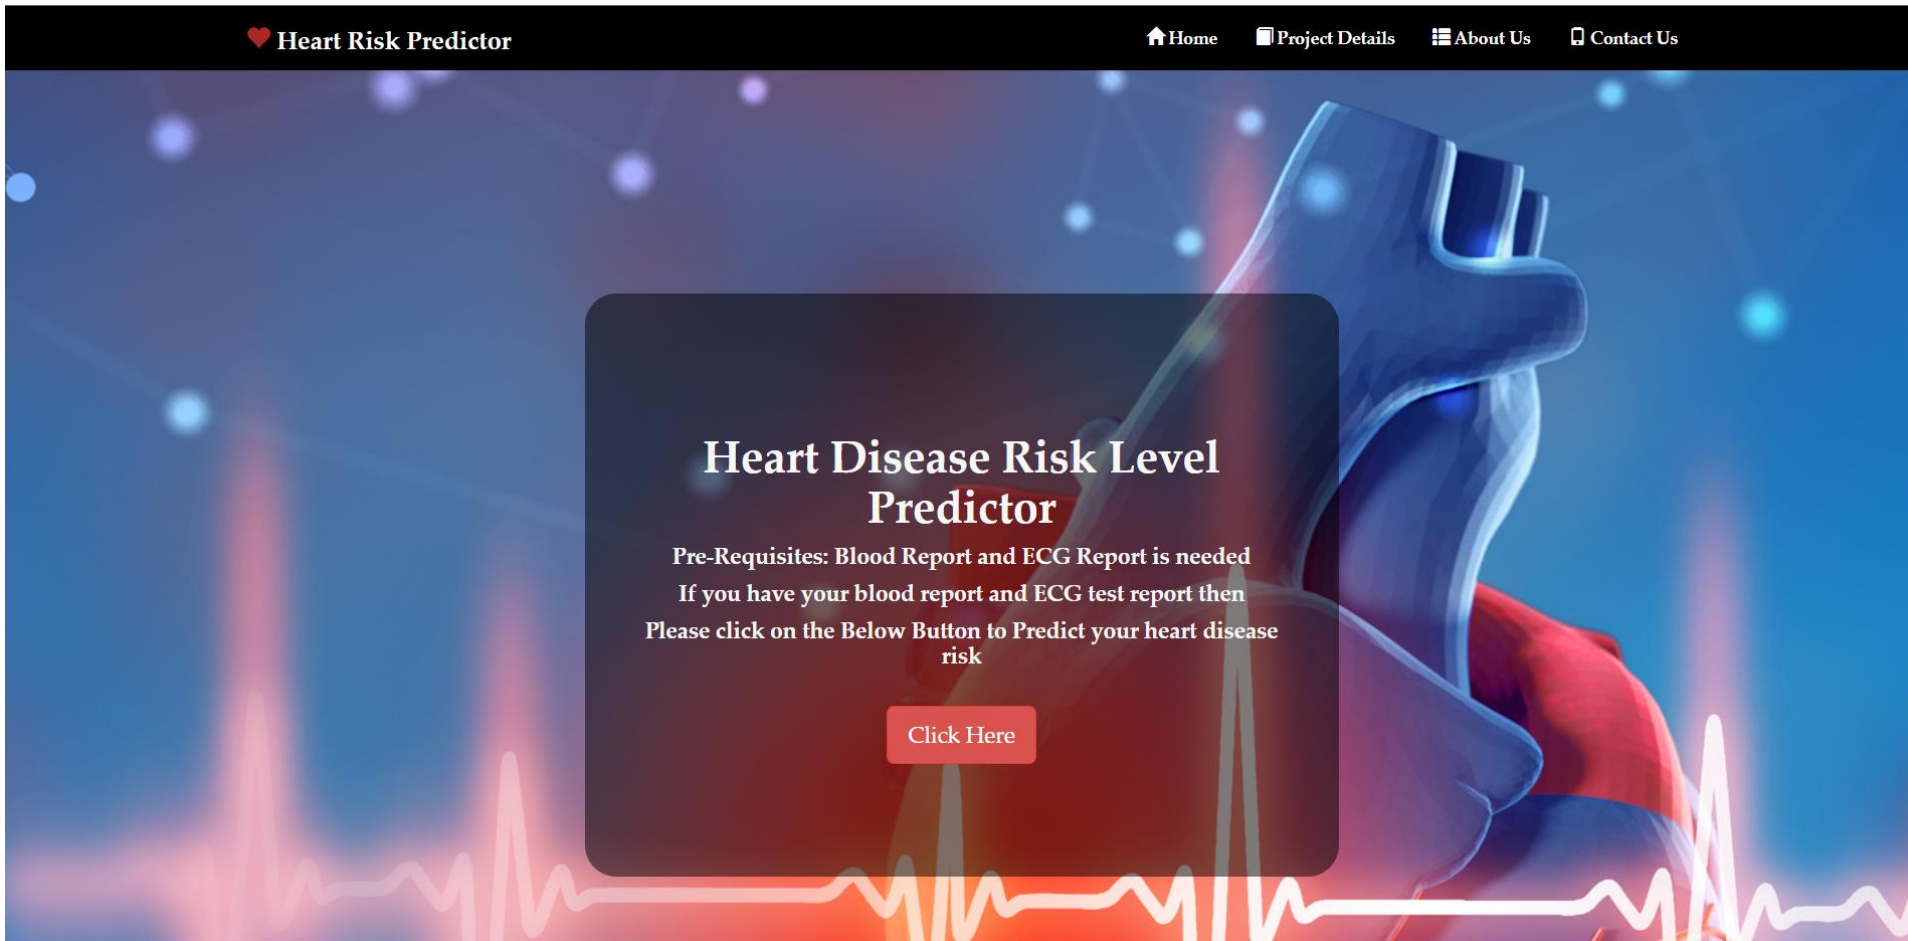 Heart Risk Predictor
Home
Project Details
About Us
Contact Us
Heart Disease Risk Level
Predictor
Pre-Requisites: Blood Report and ECG Report is needed
If you have your blood report and ECG test report then
Please click on the Below Button to Predict your heart disease
risk
Click Here